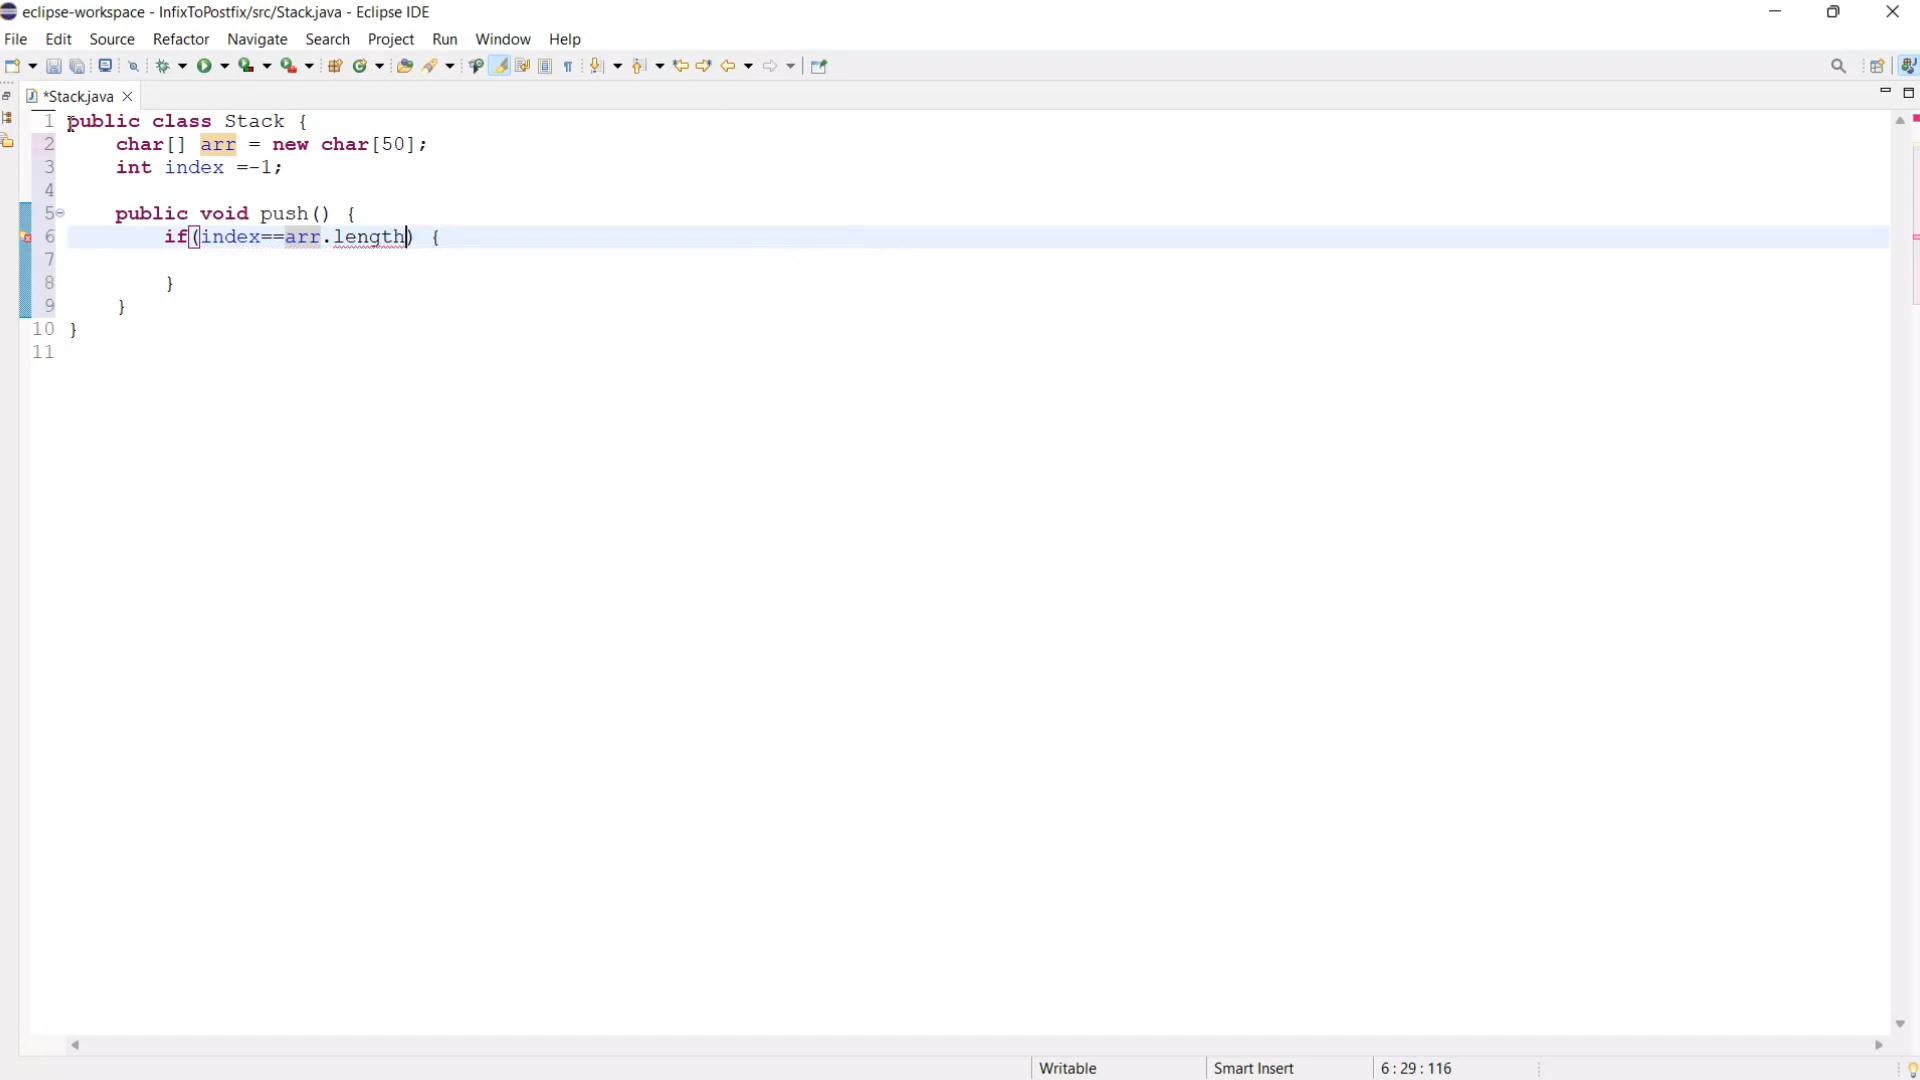 eclipse-workspace - InfixToPostfix/src/Stack.java - Eclipse IDE
File Edit Source Refactor Navigate Search Project Run Window Help
*Stack.java
1 public class Stack {
2 char[] arr = new char[50];
3 int index =-1;
4
5 public void push() {
6 if(index==arr.length) {
7
8 }
9 }
10 }
11
Writable Smart Insert 6 : 29 : 116